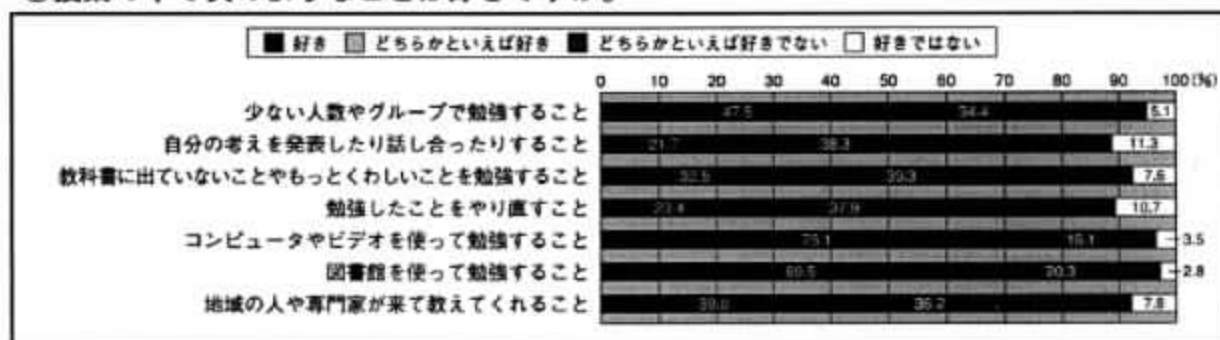 好き どちらかといえば好き どちらかといえば好きでない 好きではない
0 10 20 30 40 50 60 70 80 90 100(%)
少ない人数やグループで勉強すること 47.5 34.4 5.1
自分の考えを発表したり話し合ったりすること 21.7 11.3
教科書に出ていないことやもっとくわしいことを勉強すること 39.3 7.6
勉強したことをやり直すこと 37.9 10.7
コンピュータやビデオを使って勉強すること 75.1 3.5
図書館を使って勉強すること 20.3 2.8
地域の人や専門家が来て教えてくれること 36.2 7.8